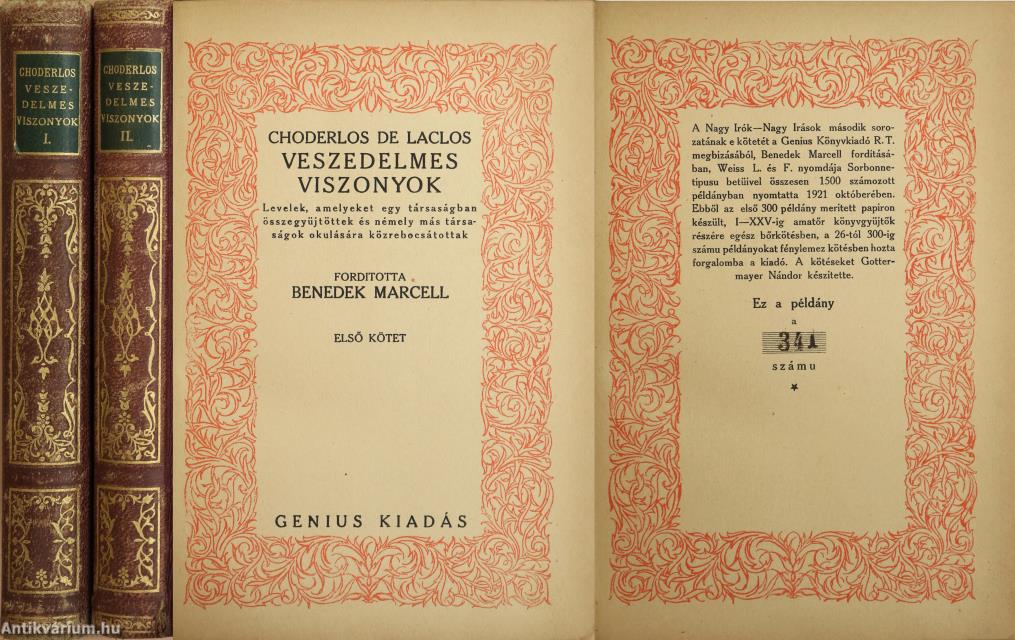 CHODERLOS
VESZE-
DELMES
VISZONYOK
I.
CHODERLOS
VESZE-
DELMES
VISZONYOK
II.
CHODERLOS DE LACLOS
VESZEDELMES
VISZONYOK
Levelek, amelyeket egy társaságban
összegyüjtöttek és némely más társa-
ságok okulására közrebocsátottak
FORDITOTTA
BENEDEK MARCELL
ELSŐ KÖTET
GENIUS KIADÁS
A Nagy Irók—Nagy Irások második soro-
zatának e kötetét a Genius Könyvkiadó R. T.
megbizásából, Benedek Marcell forditásá-
ban, Weiss L. és F. nyomdája Sorbonne-
tipusu betüivel összesen 1500 számozott
példányban nyomtatta 1921 októberében.
Ebből az első 300 példány meritett papiron
készült, I—XXV-ig amatőr könyvgyüjtők
részére egész bőrkötésben, a 26-tól 300-ig
számu példányokat fénylemez kötésben hozta
forgalomba a kiadó. A kötéseket Gotter-
mayer Nándor készitette.
Ez a példány
a
341
számu
Antikvárium.hu